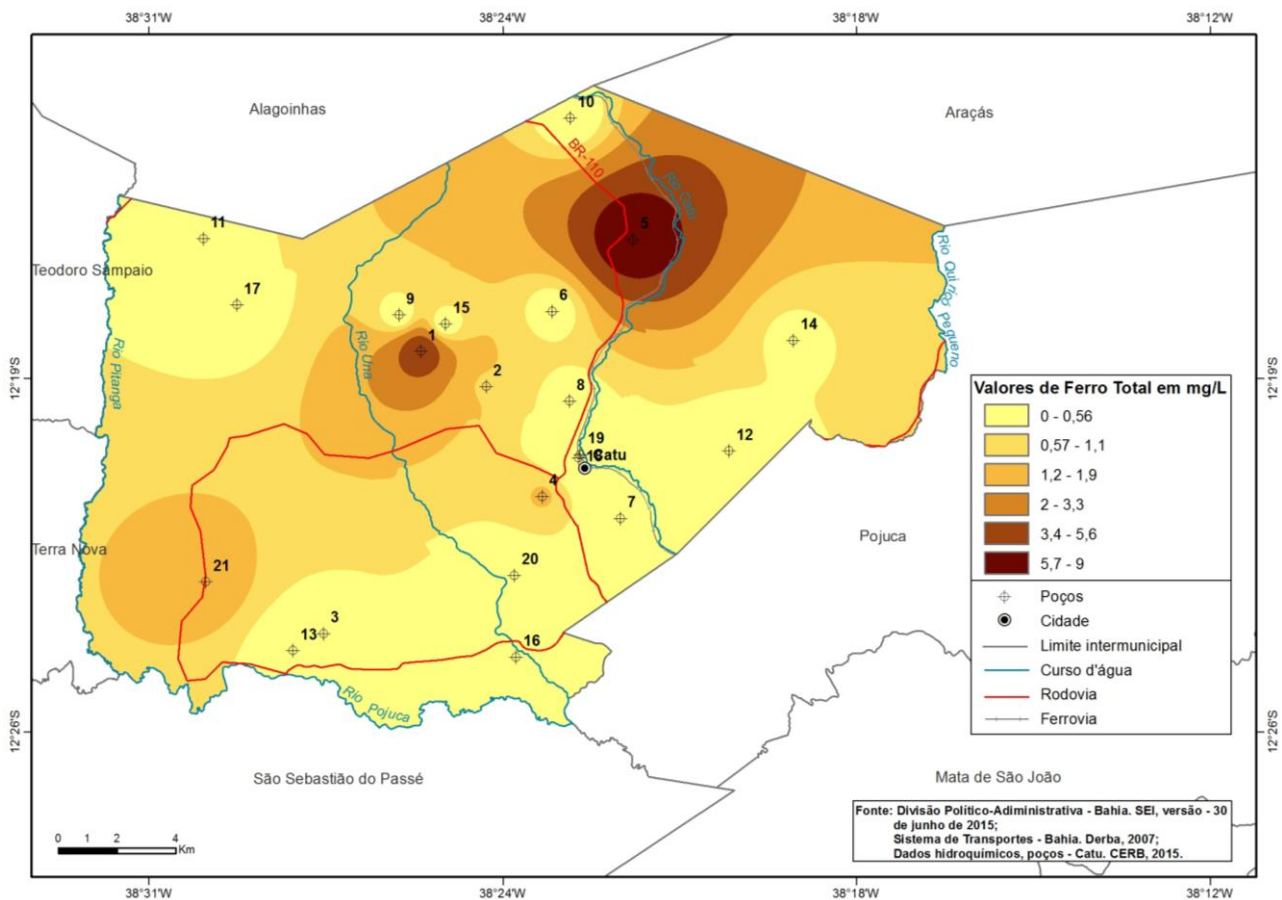 38°31'W
38°24'W
38°18'W
38°12'W
Alagoinhas
Araçás
10
BR-110
Rio Catu
11
5
Teodoro Sampaio
17
9
15
6
Rio Quiricó Pequeno
1
14
Rio Pitanga
Rio Una
12°19'S
12°19'S
2
8
12
19
18
Catu
4
7
Terra Nova
Pojuca
21
20
3
13
16
Rio Pojuca
12°26'S
12°26'S
São Sebastião do Passé
Mata de São João
Valores de Ferro Total em mg/L
0 - 0,56
0,57 - 1,1
1,2 - 1,9
2 - 3,3
3,4 - 5,6
5,7 - 9
Poços
Cidade
Limite intermunicipal
Curso d'água
Rodovia
Ferrovia
0 1 2 4
Km
Fonte: Divisão Político-Adiministrativa - Bahia. SEI, versão - 30
de junho de 2015;
Sistema de Transportes - Bahia. Derba, 2007;
Dados hidroquímicos, poços - Catu. CERB, 2015.
38°31'W
38°24'W
38°18'W
38°12'W